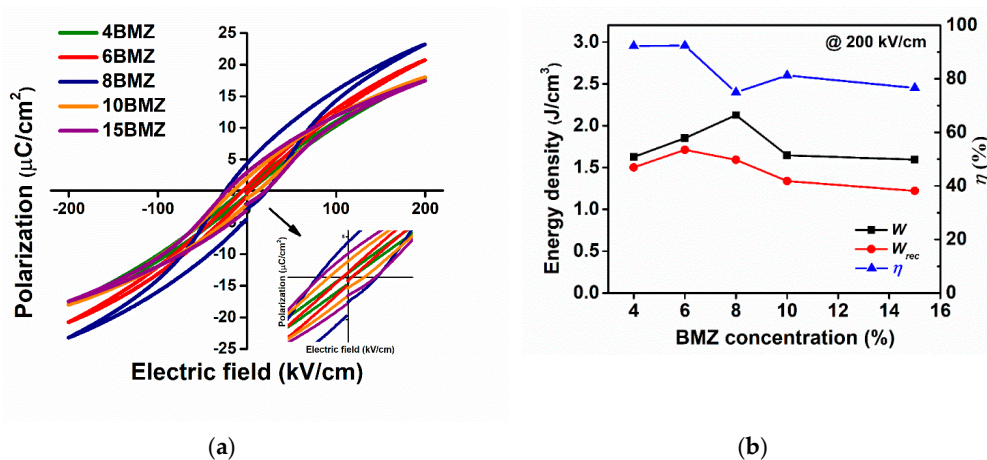 4BMZ
6BMZ
8BMZ
10BMZ
15BMZ
25
20
15
10
5
-5
-10
-15
-20
-25
-200
-100
0
100
200
Polarization (μC/cm²)
Electric field (kV/cm)
5
Polarization (μC/cm²)
Electric field (kV/cm)
(a)
@ 200 kV/cm
3.0
2.5
2.0
1.5
1.0
0.5
0.0
Energy density (J/cm³)
100
80
60
40
20
0
η (%)
W
W_rec
η
4
6
8
10
12
14
16
BMZ concentration (%)
(b)